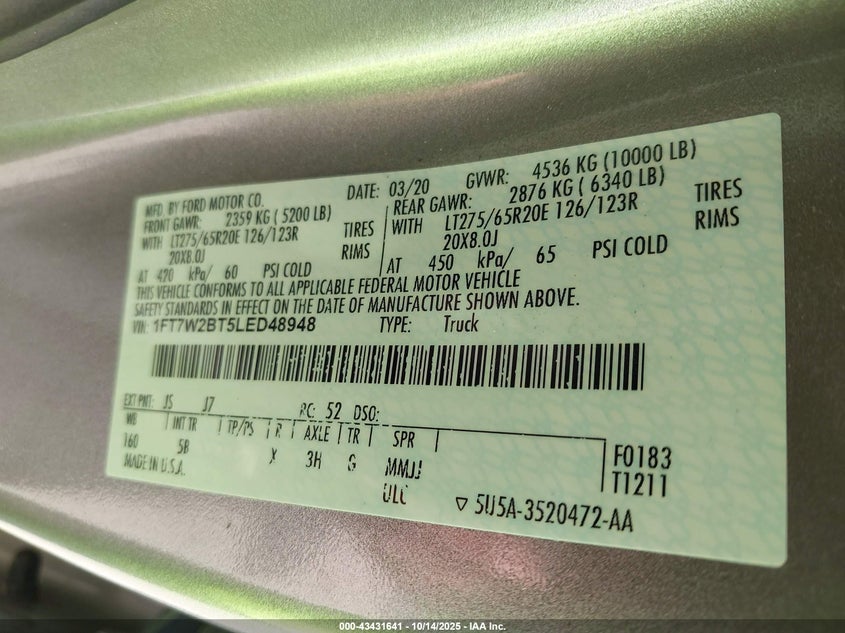 MFD. BY FORD MOTOR CO.
DATE: 03/20
GVWR: 4536 KG (10000 LB)
FRONT GAWR: 2359 KG ( 5200 LB)
WITH LT275/65R20E 126/123R TIRES
20X8.0J RIMS
AT 420 kPa/ 60 PSI COLD
REAR GAWR: 2876 KG ( 6340 LB)
WITH LT275/65R20E 126/123R TIRES
20X8.0J RIMS
AT 450 kPa/ 65 PSI COLD
THIS VEHICLE CONFORMS TO ALL APPLICABLE FEDERAL MOTOR VEHICLE
SAFETY STANDARDS IN EFFECT ON THE DATE OF MANUFACTURE SHOWN ABOVE.
VIN: 1FT7W2BT5LED48948 TYPE: Truck
EXT PNT: J5 J7 RC: 52 DSO:
WB INT TR TP/PS R AXLE TR SPR
160 5B X 3H G MMJJ
MADE IN U.S.A. ULC
F0183
T1211
▽ 5U5A-3520472-AA
000-43431641 - 10/14/2025 - IAA Inc.